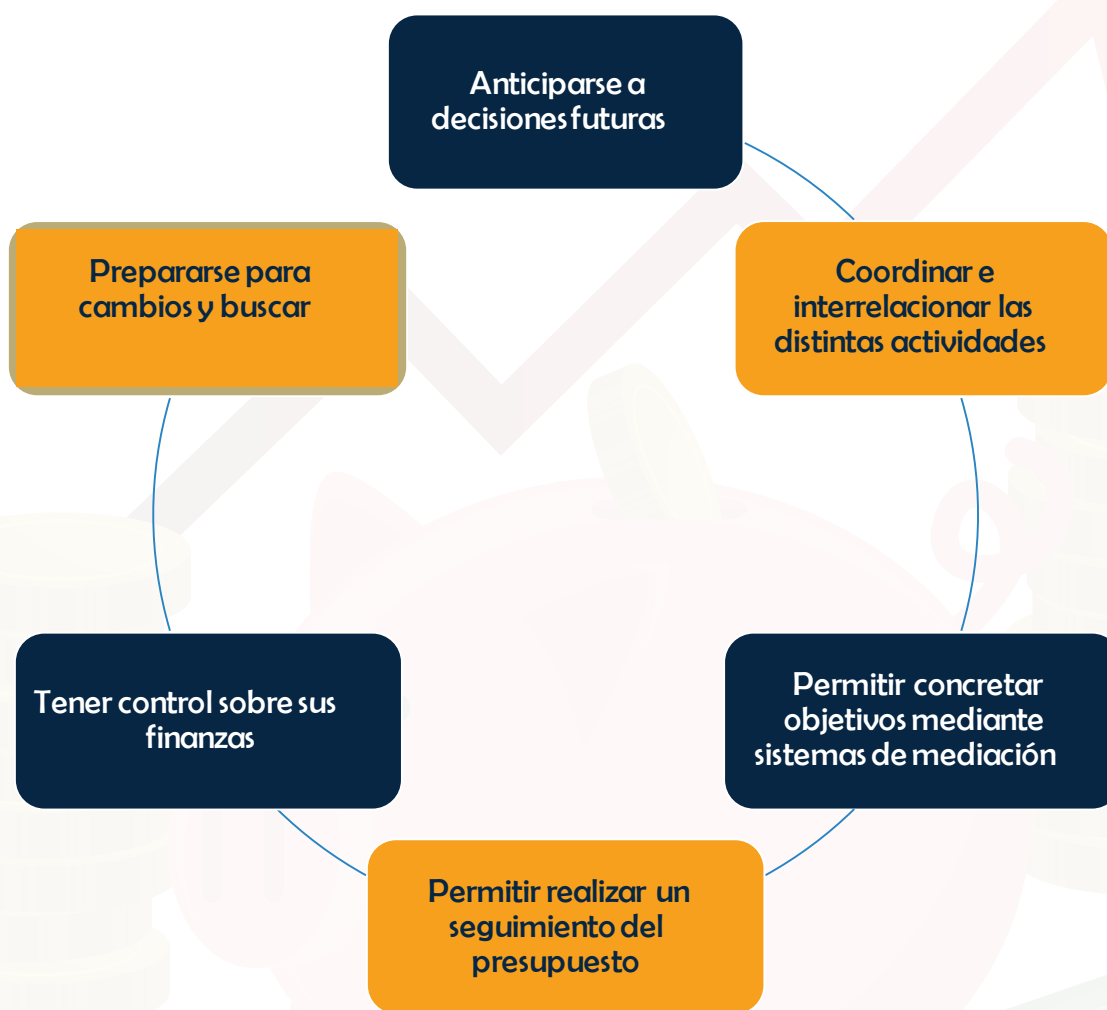 Anticiparse a
decisiones futuras
Coordinar e
interrelacionar las
distintas actividades
Permitir concretar
objetivos mediante
sistemas de mediación
Permitir realizar un
seguimiento del
presupuesto
Tener control sobre sus
finanzas
Prepararse para
cambios y buscar